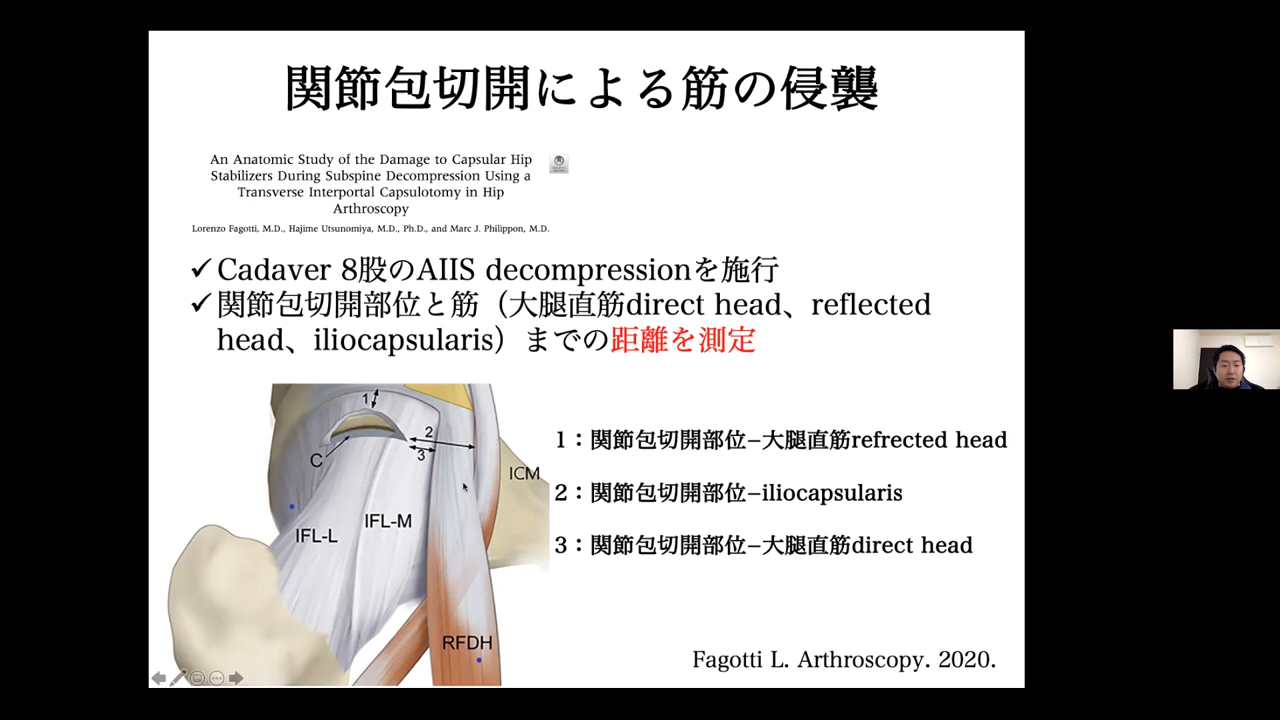 関節包切開による筋の侵襲
An Anatomic Study of the Damage to Capsular Hip
Stabilizers During Subspine Decompression Using a
Transverse Interportal Capsulotomy in Hip
Arthroscopy
Lorenzo Fagotti, M.D., Hajime Utsunomiya, M.D., Ph.D., and Marc J. Philippon, M.D.
✓Cadaver 8股のAIIS decompressionを施行
✓関節包切開部位と筋（大腿直筋direct head、reflected
head、iliocapsularis）までの距離を測定
1
2
3
C
ICM
IFL-M
IFL-L
RFDH
1：関節包切開部位–大腿直筋refrected head
2：関節包切開部位–iliocapsularis
3：関節包切開部位–大腿直筋direct head
Fagotti L. Arthroscopy. 2020.